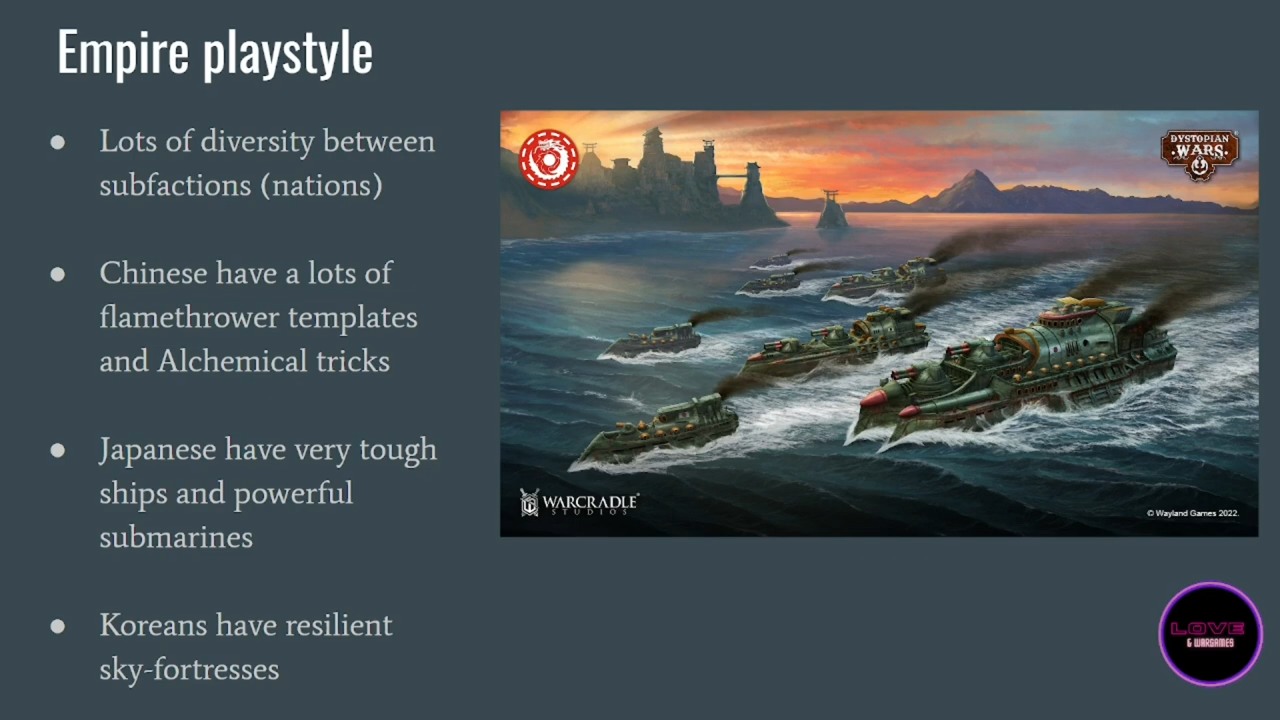 Empire playstyle
Lots of diversity between
subfactions (nations)
Chinese have a lots of
flamethrower templates
and Alchemical tricks
Japanese have very tough
ships and powerful
submarines
Koreans have resilient
sky-fortresses
DYSTOPIAN
WARS
WARCRADLE
STUDIOS
© Wayland Games 2022.
LOVE
& WARGAMES